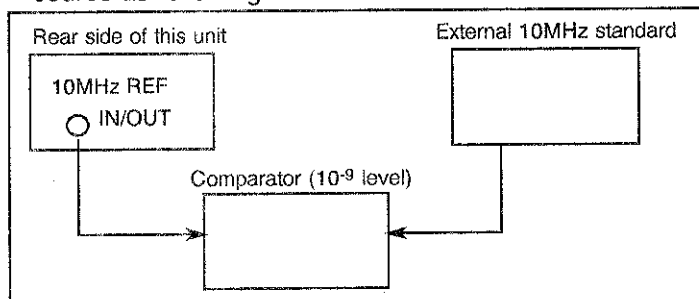 Rear side of this unit
External 10MHz standard
10MHz REF
IN/OUT
Comparator (10-9 level)